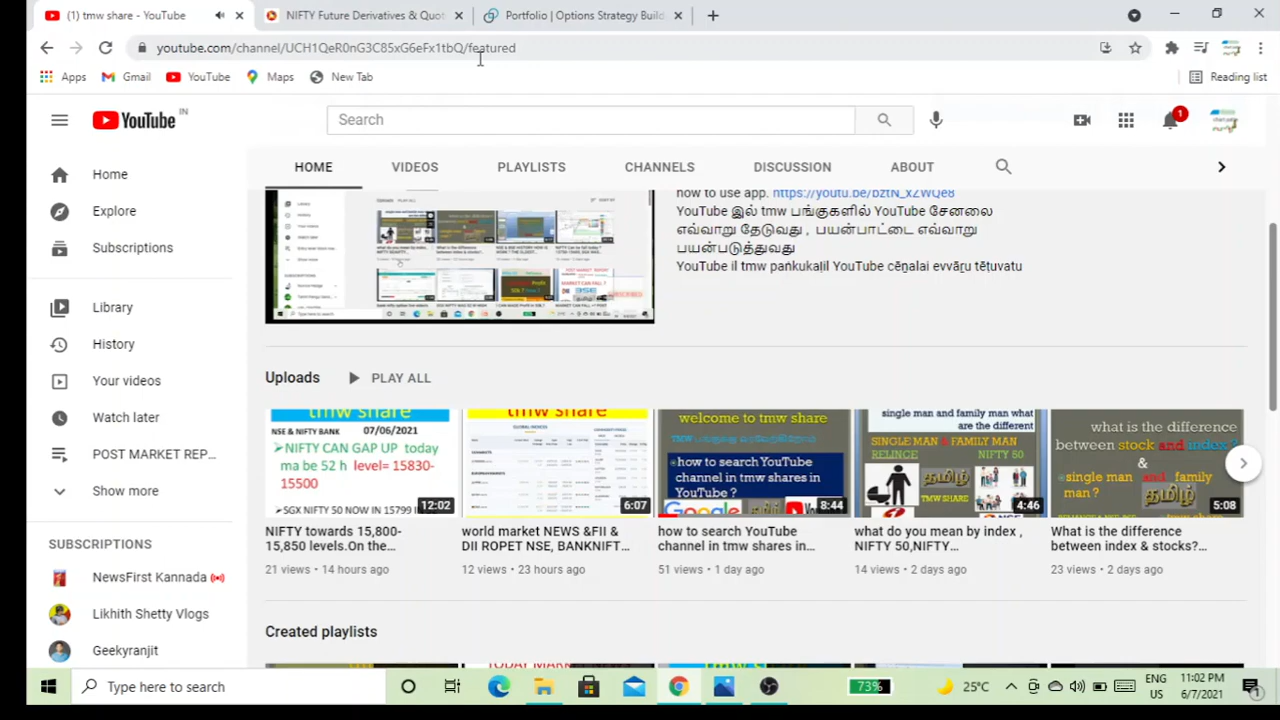 (1) tmw share - YouTube
NIFTY Future Derivatives & Quot
Portfolio | Options Strategy Build
youtube.com/channel/UCH1QeR0nG3C85xG6eFx1tbQ/featured
Apps
Gmail
YouTube
Maps
New Tab
Reading list
YouTube IN
Search
1
HOME
VIDEOS
PLAYLISTS
CHANNELS
DISCUSSION
ABOUT
Home
Explore
Subscriptions
Library
History
Your videos
Watch later
POST MARKET REP...
Show more
SUBSCRIPTIONS
NewsFirst Kannada
Likhith Shetty Vlogs
Geekyranjit
how to use app. https://youtu.be/bztN_xZWQe8
YouTube இல் tmw பங்குகளில் YouTube சேனலை
எவ்வாறு தேடுவது , பயன்பாட்டை எவ்வாறு
பயன்படுத்துவது
YouTube il tmw paṅkukaḷil YouTube cēṉalai evvāṟu tēṭuvatu
Uploads
PLAY ALL
tmw share
NSE & NIFTY BANK 07/06/2021
NIFTY CAN GAP UP today
ma be 52 h level= 15830-
15500
SGX NIFTY 50 NOW IN 15799
12:02
NIFTY towards 15,800-
15,850 levels.On the...
21 views • 14 hours ago
tmw share
6:07
world market NEWS &FII &
DII ROPET NSE, BANKNIFT...
12 views • 23 hours ago
welcome to tmw share
how to search YouTube
channel in tmw shares in
YouTube ?
Google
8:44
how to search YouTube
channel in tmw shares in...
51 views • 1 day ago
single man and family man what
are the different
SINGLE MAN & FAMILY MAN
RELINCE NIFTY 50
தமிழ்
TMW SHARE
4:46
what do you mean by index ,
NIFTY 50,NIFTY...
14 views • 2 days ago
what is the difference
between stock and index ?
&
single man and family
man ?
தமிழ்
5:08
What is the difference
between index & stocks?...
23 views • 2 days ago
Created playlists
Type here to search
73%
25°C
ENG
US
11:02 PM
6/7/2021
1